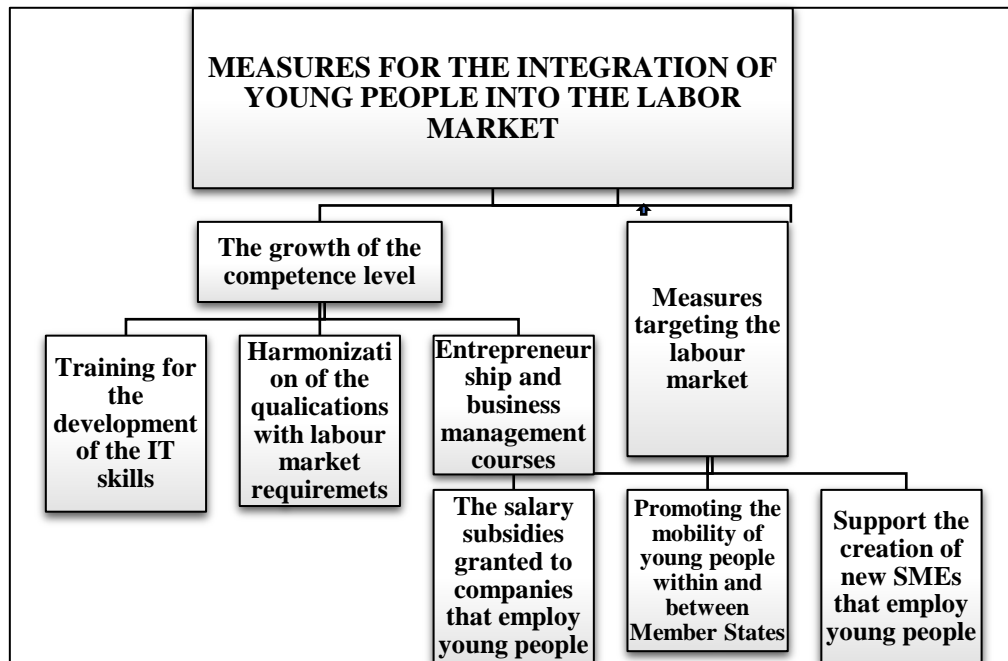 MEASURES FOR THE INTEGRATION OF
YOUNG PEOPLE INTO THE LABOR
MARKET
The growth of the
competence level
Training for
the
development
of the IT
skills
Harmonizati
on of the
qualications
with labour
market
requiremets
Entrepreneur
ship and
business
management
courses
Measures
targeting the
labour
market
The salary
subsidies
granted to
companies
that employ
young people
Promoting the
mobility of
young people
within and
between
Member States
Support the
creation of
new SMEs
that employ
young people